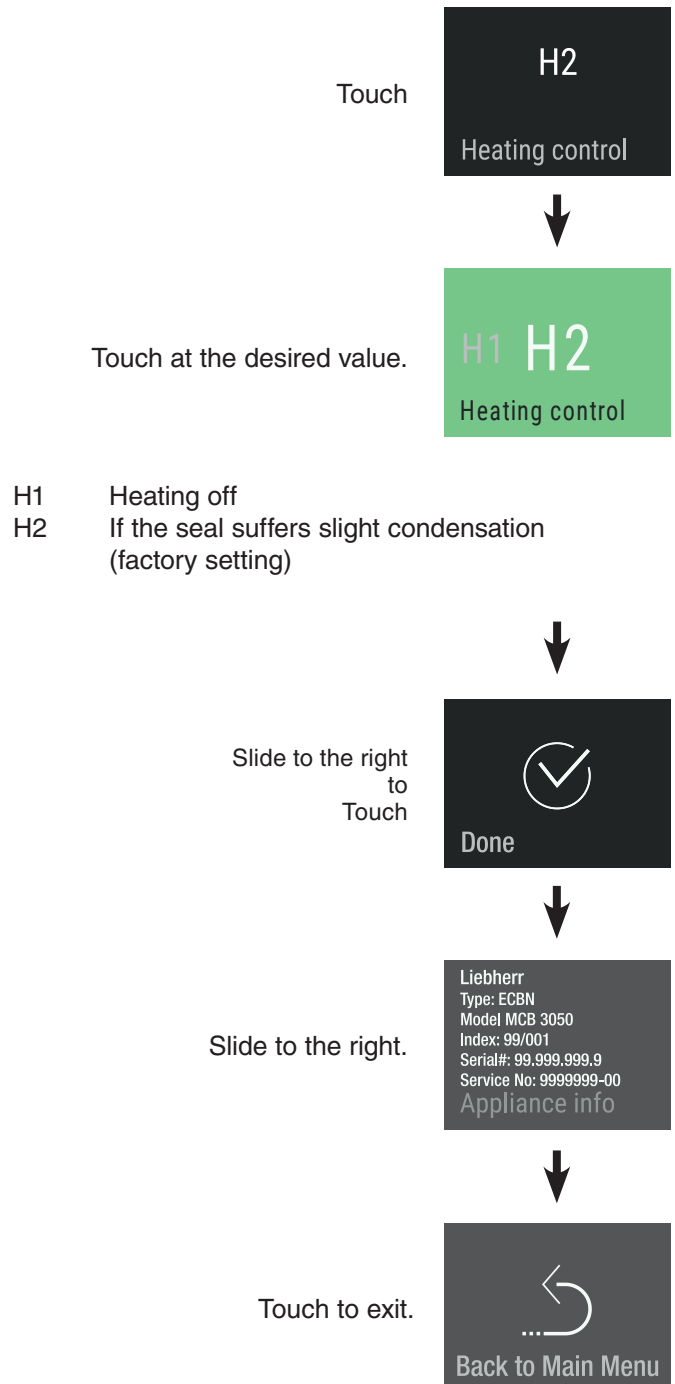 H2
Touch
Heating control
Touch at the desired value.
H1 H2
Heating control
H1 Heating off
H2 If the seal suffers slight condensation
(factory setting)
Slide to the right
to
Touch
Done
Liebherr
Type: ECBN
Model MCB 3050
Index: 99/001
Serial#: 99.999.999.9
Service No: 9999999-00
Appliance info
Slide to the right.
Touch to exit.
Back to Main Menu